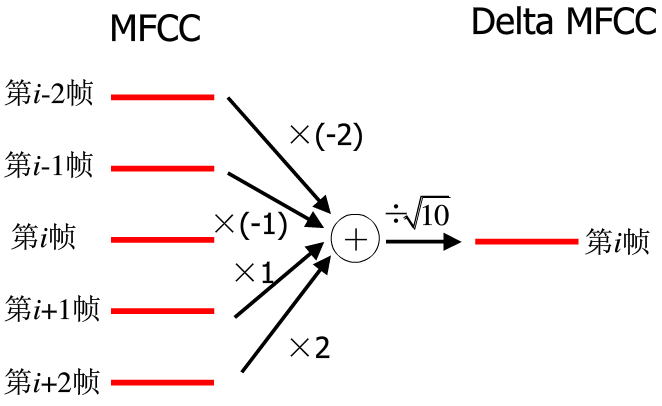 MFCC
Delta MFCC
第i-2帧
×(-2)
第i-1帧
×(-1)
÷√10
第i帧
+
第i帧
×1
第i+1帧
×2
第i+2帧